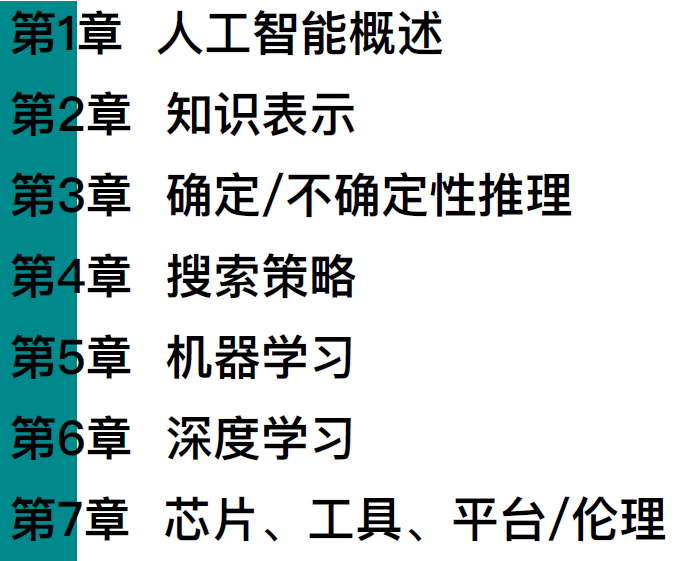 第1章 人工智能概述
第2章 知识表示
第3章 确定/不确定性推理
第4章 搜索策略
第5章 机器学习
第6章 深度学习
第7章 芯片、工具、平台/伦理